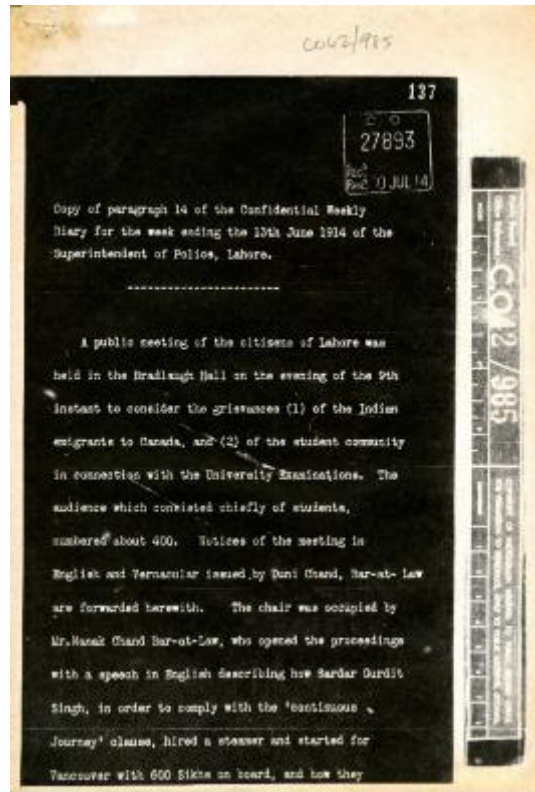 CO42/985
137
C O
27893
REC
REG 10 JUL 14
Copy of paragraph 14 of the Confidential Weekly
Diary for the week ending the 13th June 1914 of the
Superintendent of Police, Lahore.
A public meeting of the citizens of Lahore was
held in the Bradlaugh Hall on the evening of the 9th
instant to consider the grievances (1) of the Indian
emigrants to Canada, and (2) of the student community
in connection with the University Examinations. The
audience which consisted chiefly of students,
numbered about 400. Notices of the meeting in
English and Vernacular issued by Duni Chand, Bar-at- Law
are forwarded herewith. The chair was occupied by
Mr.Nanak Chand Bar-at-Law, who opened the proceedings
with a speech in English describing how Sardar Gurdit
Singh, in order to comply with the 'continuous
Journey' clause, hired a steamer and started for
Vancouver with 600 Sikhs on board, and how they
CO 42/985